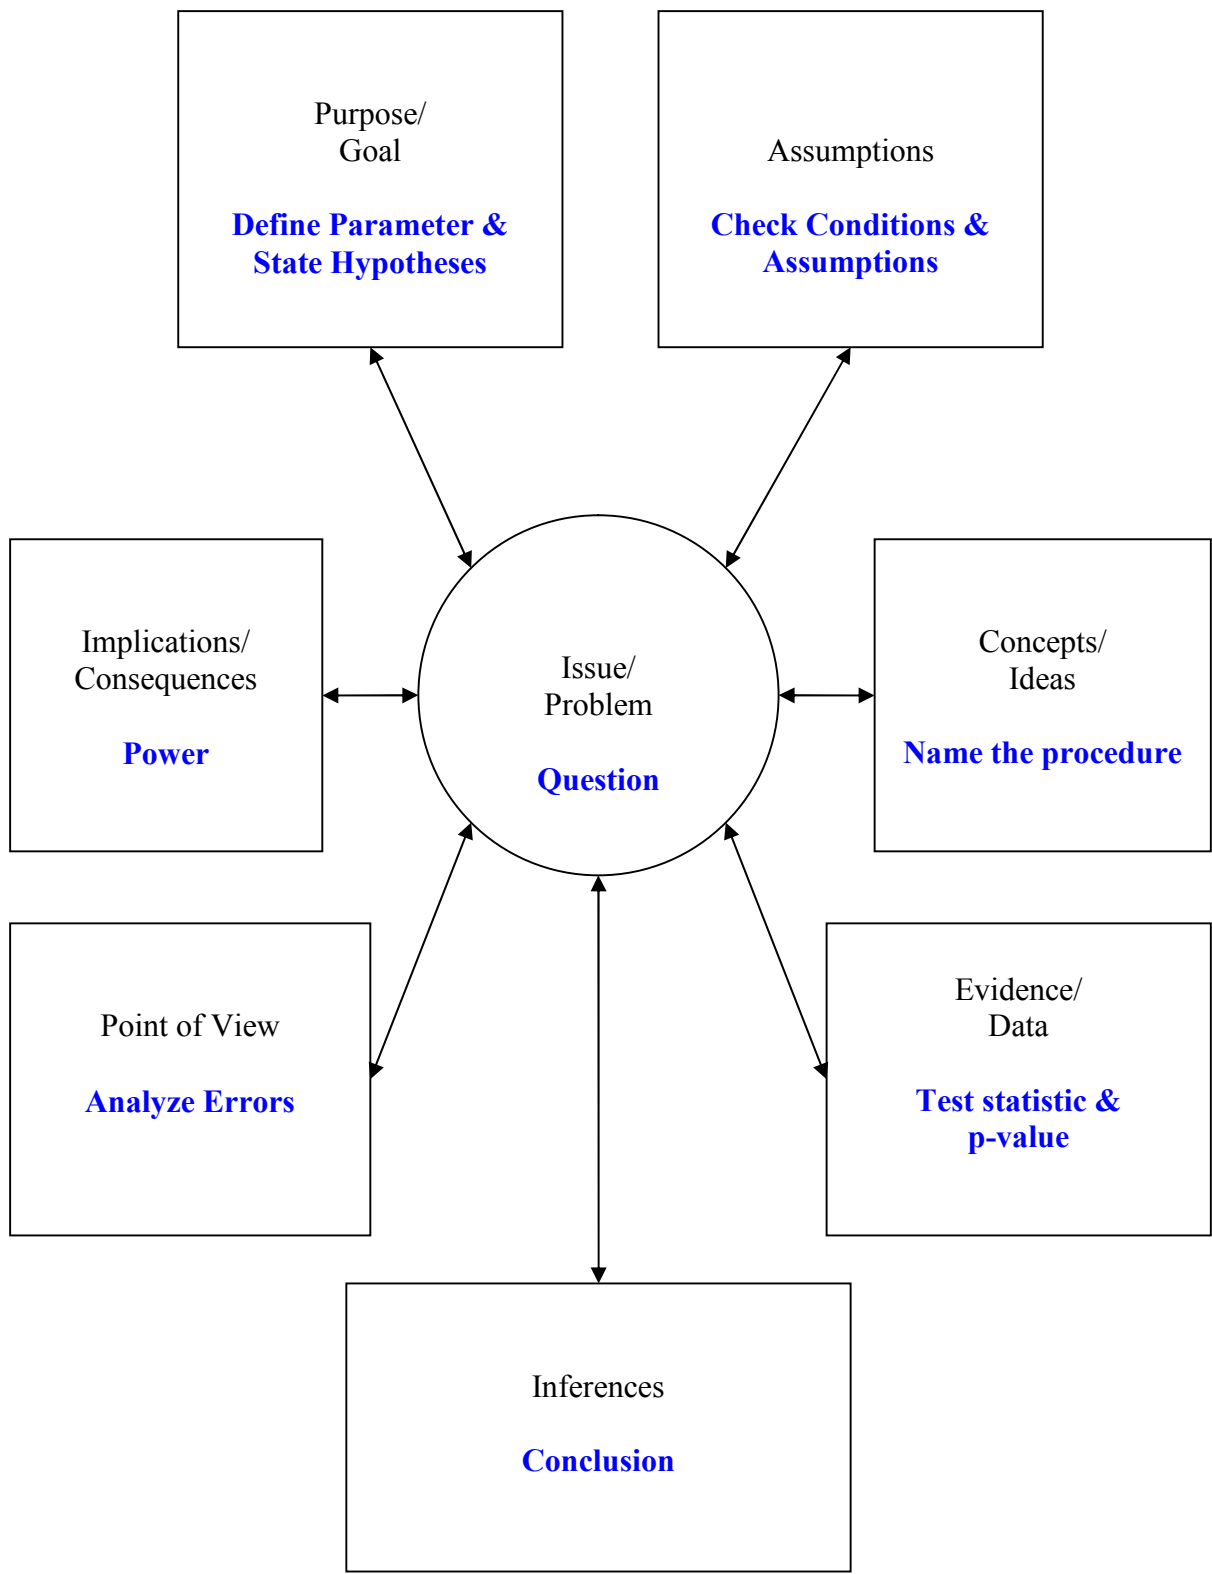 Purpose/
Goal
Define Parameter &
State Hypotheses
Assumptions
Check Conditions &
Assumptions
Implications/
Consequences
Power
Issue/
Problem
Question
Concepts/
Ideas
Name the procedure
Point of View
Analyze Errors
Evidence/
Data
Test statistic &
p-value
Inferences
Conclusion